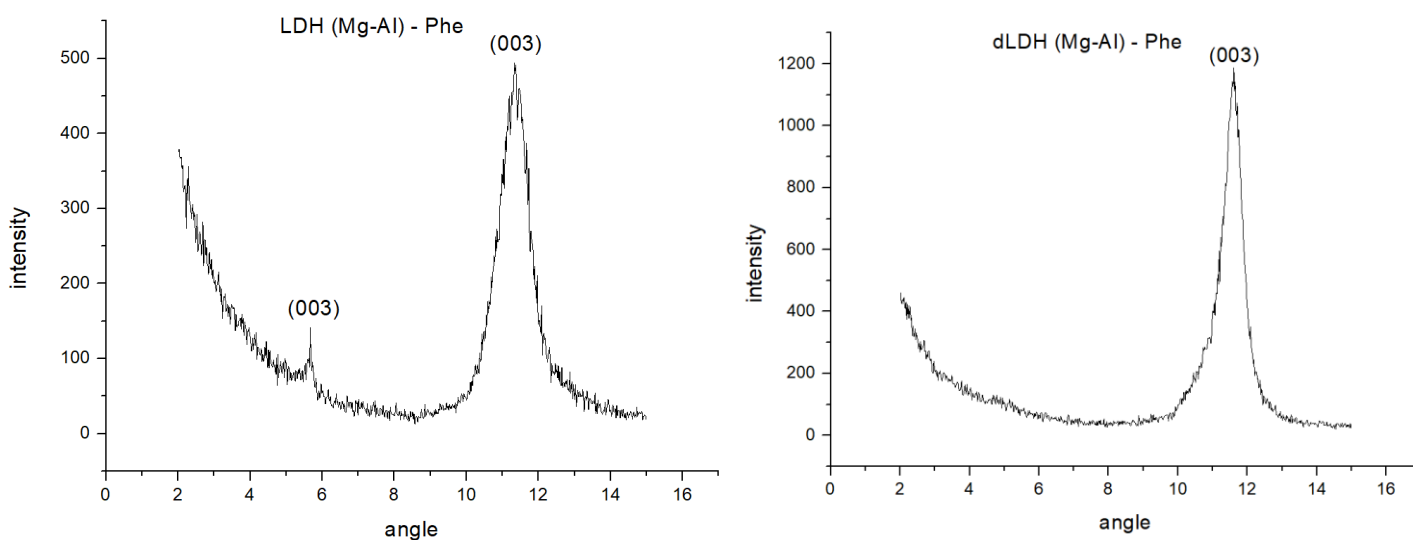 LDH (Mg-Al) - Phe
(003)
(003)
500
400
300
200
100
0
intensity
0 2 4 6 8 10 12 14 16
angle
dLDH (Mg-Al) - Phe
(003)
1200
1000
800
600
400
200
0
intensity
0 2 4 6 8 10 12 14 16
angle